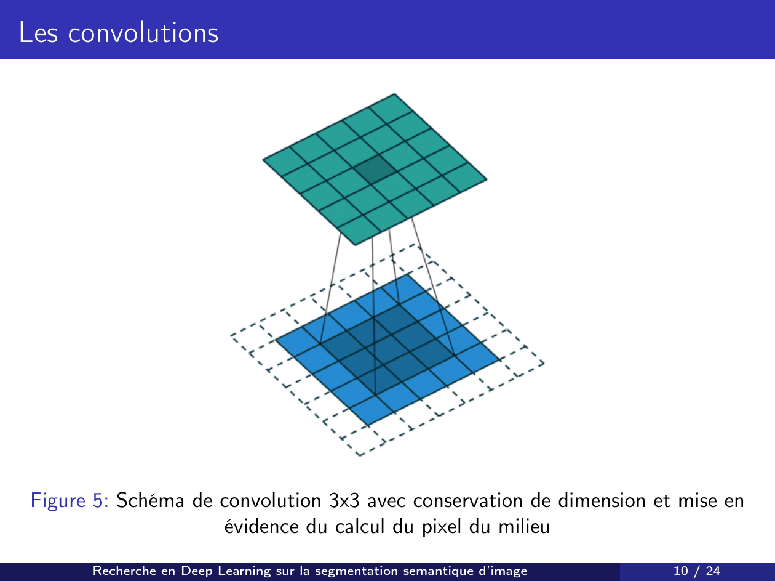 Les convolutions
Figure 5: Schéma de convolution 3x3 avec conservation de dimension et mise en
évidence du calcul du pixel du milieu
Recherche en Deep Learning sur la segmentation semantique d'image
10 / 24